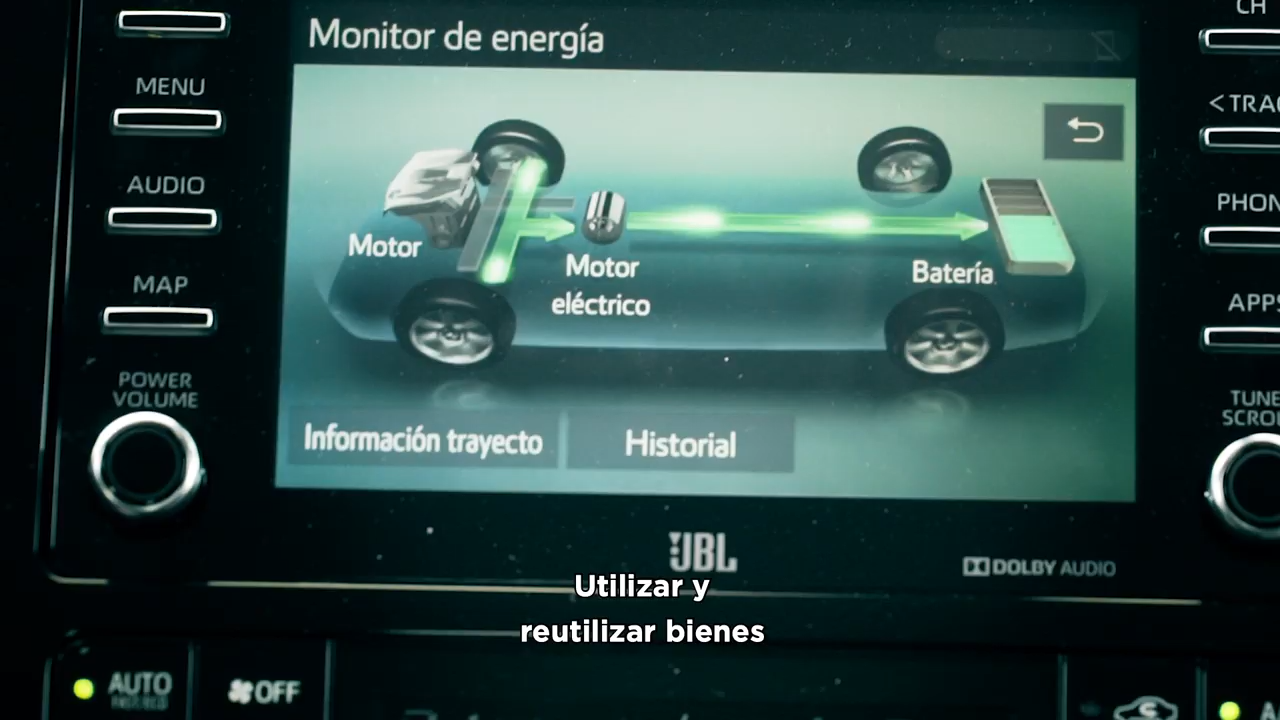 CH
Monitor de energía
MENU
< TRAC
AUDIO
Motor
Motor
eléctrico
Batería
PHON
MAP
APPS
POWER
VOLUME
TUNE
SCROL
Información trayecto
Historial
JBL
DOLBY AUDIO
Utilizar y
reutilizar bienes
AUTO
OFF